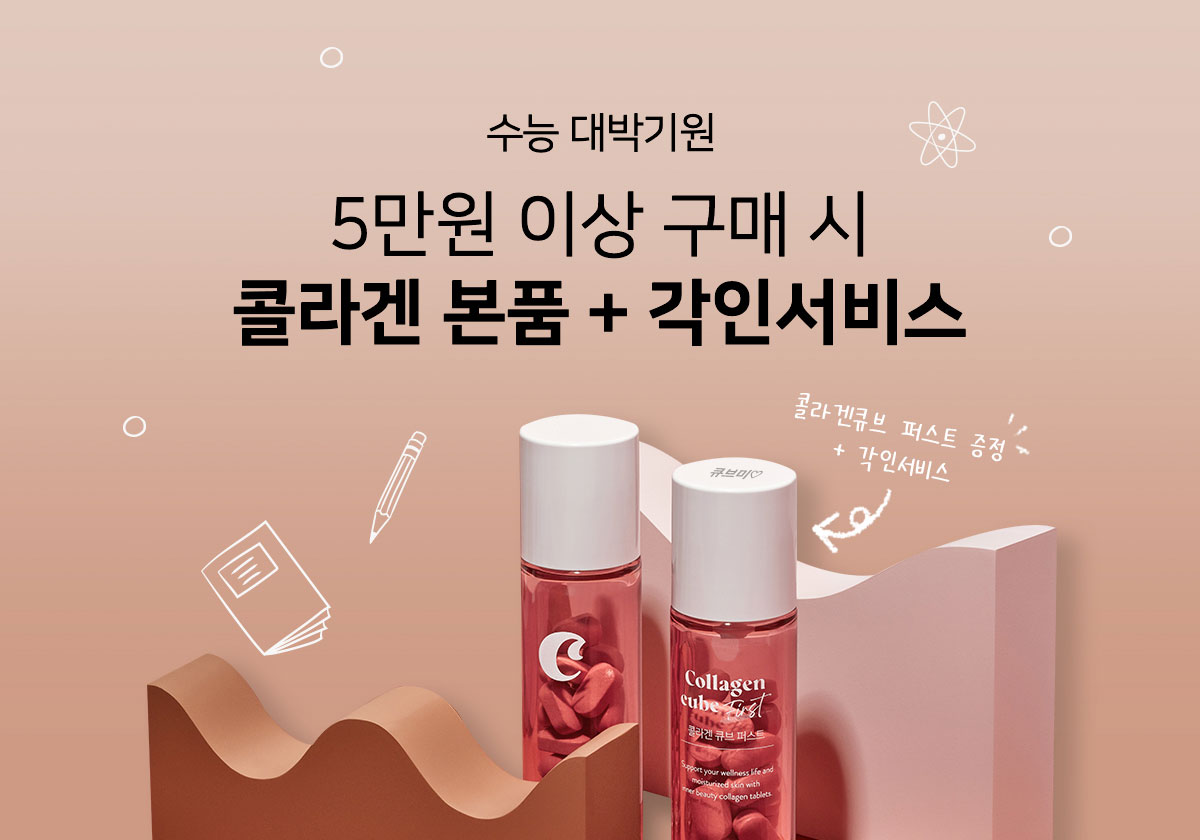 수능 대박기원
5만원 이상 구매 시
콜라겐 본품 + 각인서비스
콜라겐큐브 퍼스트 증정
+ 각인서비스
큐브미♡
Collagen
cube First
콜라겐 큐브 퍼스트
Support your wellness life and
moisturized skin with
inner beauty collagen tablets.